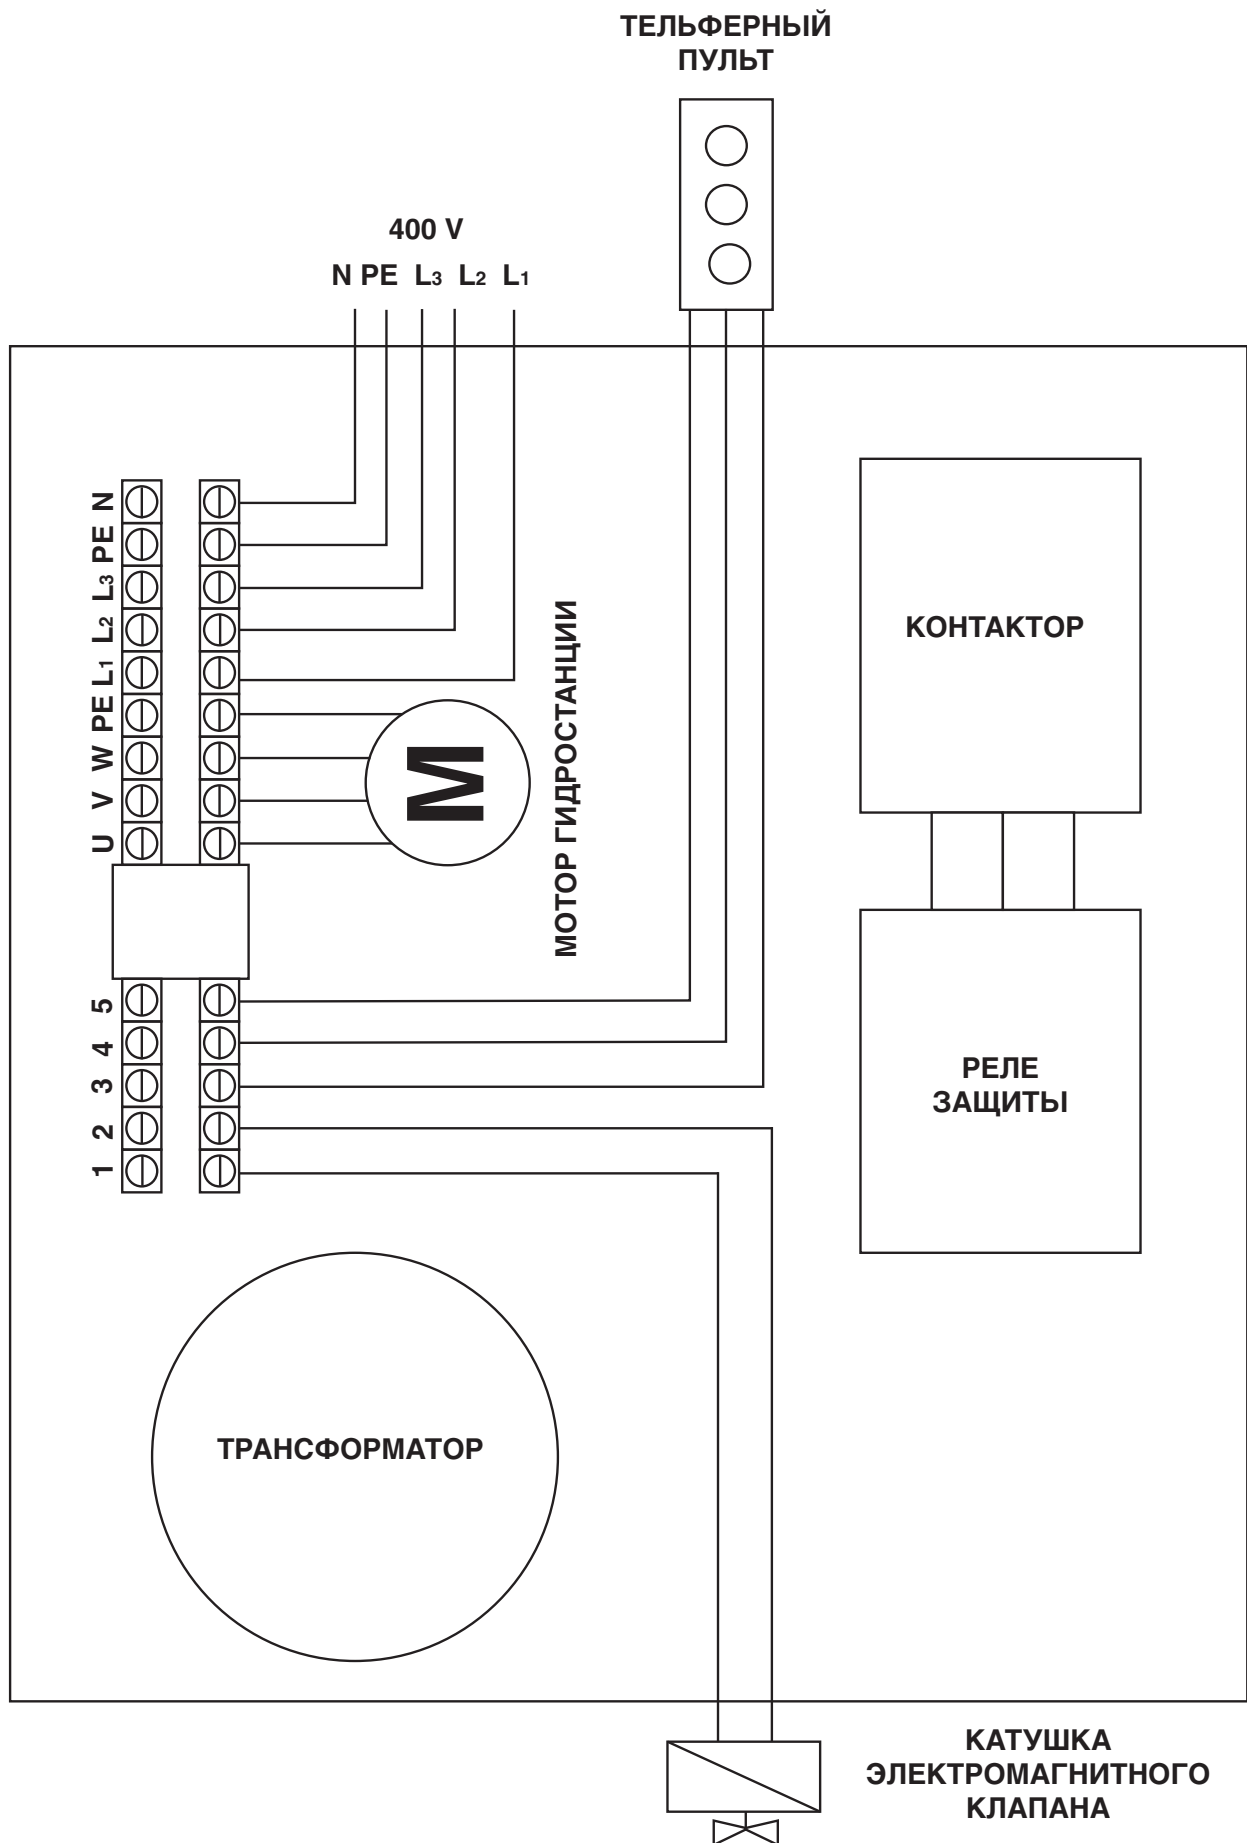 ТЕЛЬФЕРНЫЙ
ПУЛЬТ
400 V
N PE L3 L2 L1
N
PE
L3
L2
L1
PE
W
V
U
M
МОТОР ГИДРОСТАНЦИИ
КОНТАКТОР
5
4
3
2
1
РЕЛЕ
ЗАЩИТЫ
ТРАНСФОРМАТОР
КАТУШКА
ЭЛЕКТРОМАГНИТНОГО
КЛАПАНА